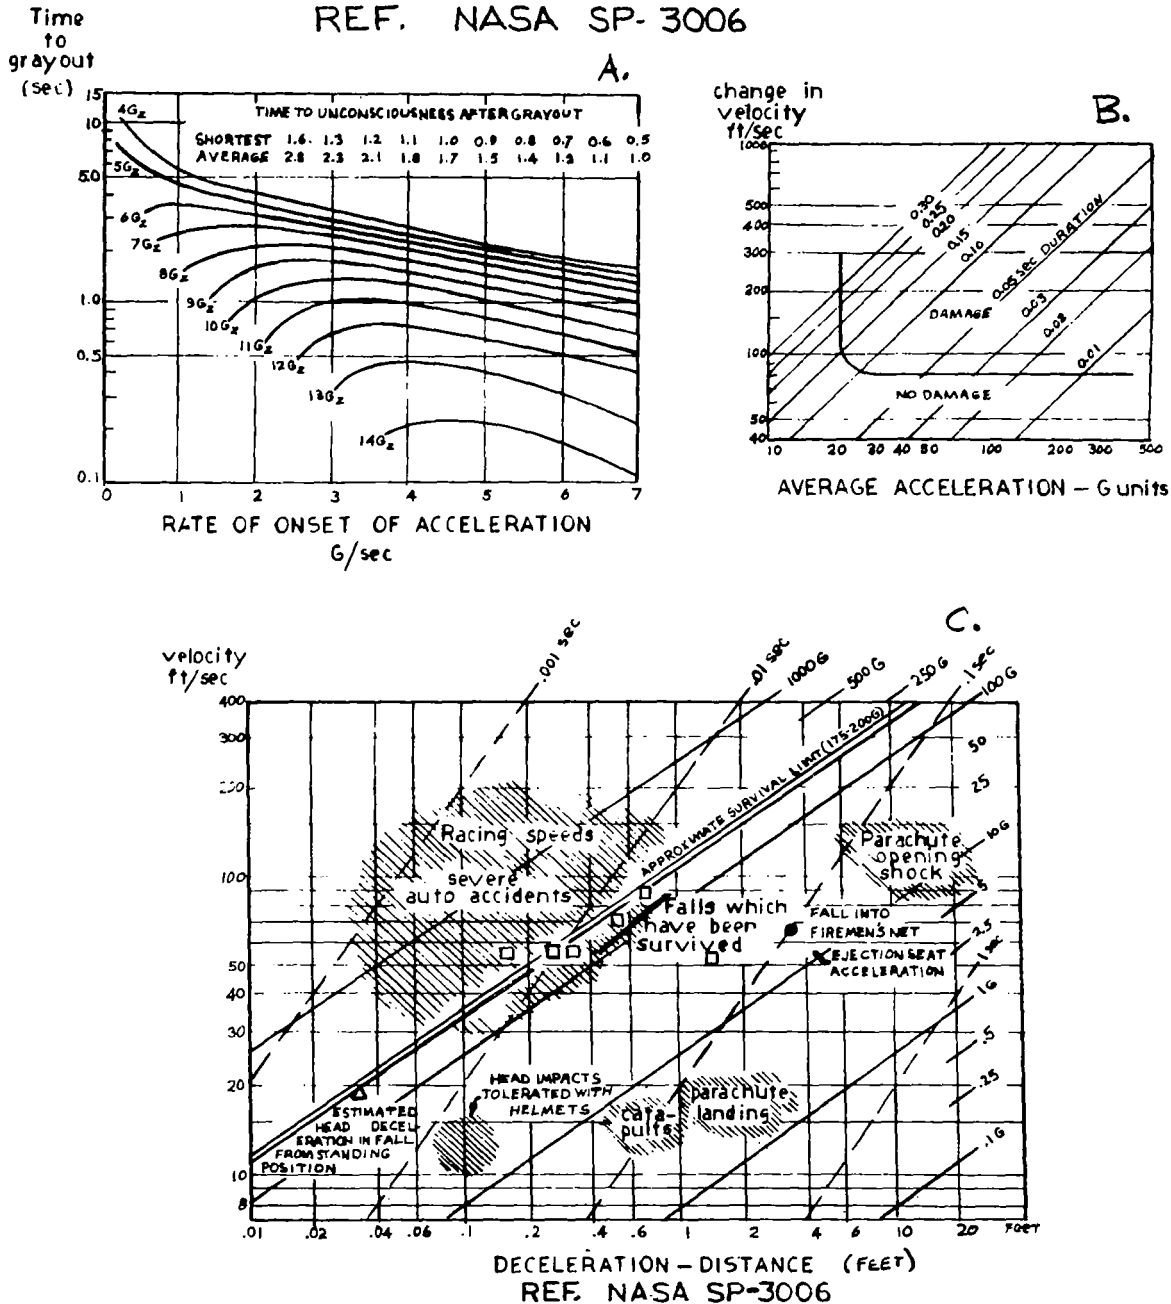 REF. NASA SP-3006
A.
Time
to
grayout
(sec)
15
10
5.0
1.0
0.5
0.1
TIME TO UNCONSCIOUSNESS AFTER GRAYOUT
SHORTEST 1.6 1.3 1.2 1.1 1.0 0.9 0.8 0.7 0.6 0.5
AVERAGE 2.8 2.3 2.1 1.8 1.7 1.5 1.4 1.3 1.1 1.0
4Gz
5Gz
6Gz
7Gz
8Gz
9Gz
10Gz
11Gz
12Gz
13Gz
14Gz
0 1 2 3 4 5 6 7
RATE OF ONSET OF ACCELERATION
G/sec
B.
change in
velocity
ft/sec
1000
500
400
300
200
100
50
40
0.30
0.25
0.20
0.15
0.10
0.05 sec DURATION
0.03
0.02
0.01
DAMAGE
NO DAMAGE
10 20 30 40 50 100 200 300 500
AVERAGE ACCELERATION - G units
C.
velocity
ft/sec
400
300
100
50
40
30
20
10
8
.001 sec
.01 sec
1000 G
500 G
250 G
.1 sec
100 G
50
25
10 G
5
2.5
1 sec
1 G
.5
.25
.1G
APPROXIMATE SURVIVAL LIMIT (175-200G)
Racing speeds
severe
auto accidents
Parachute
opening
shock
Falls which
have been
survived
FALL INTO
FIREMEN'S NET
EJECTION SEAT
ACCELERATION
HEAD IMPACTS
TOLERATED WITH
HELMETS
ESTIMATED
HEAD DECEL-
ERATION IN FALL
FROM STANDING
POSITION
cata-
pults
parachute
landing
.01 .02 .04 .06 .1 .2 .4 .6 1 2 4 6 10 20 FEET
DECELERATION - DISTANCE (FEET)
REF. NASA SP-3006